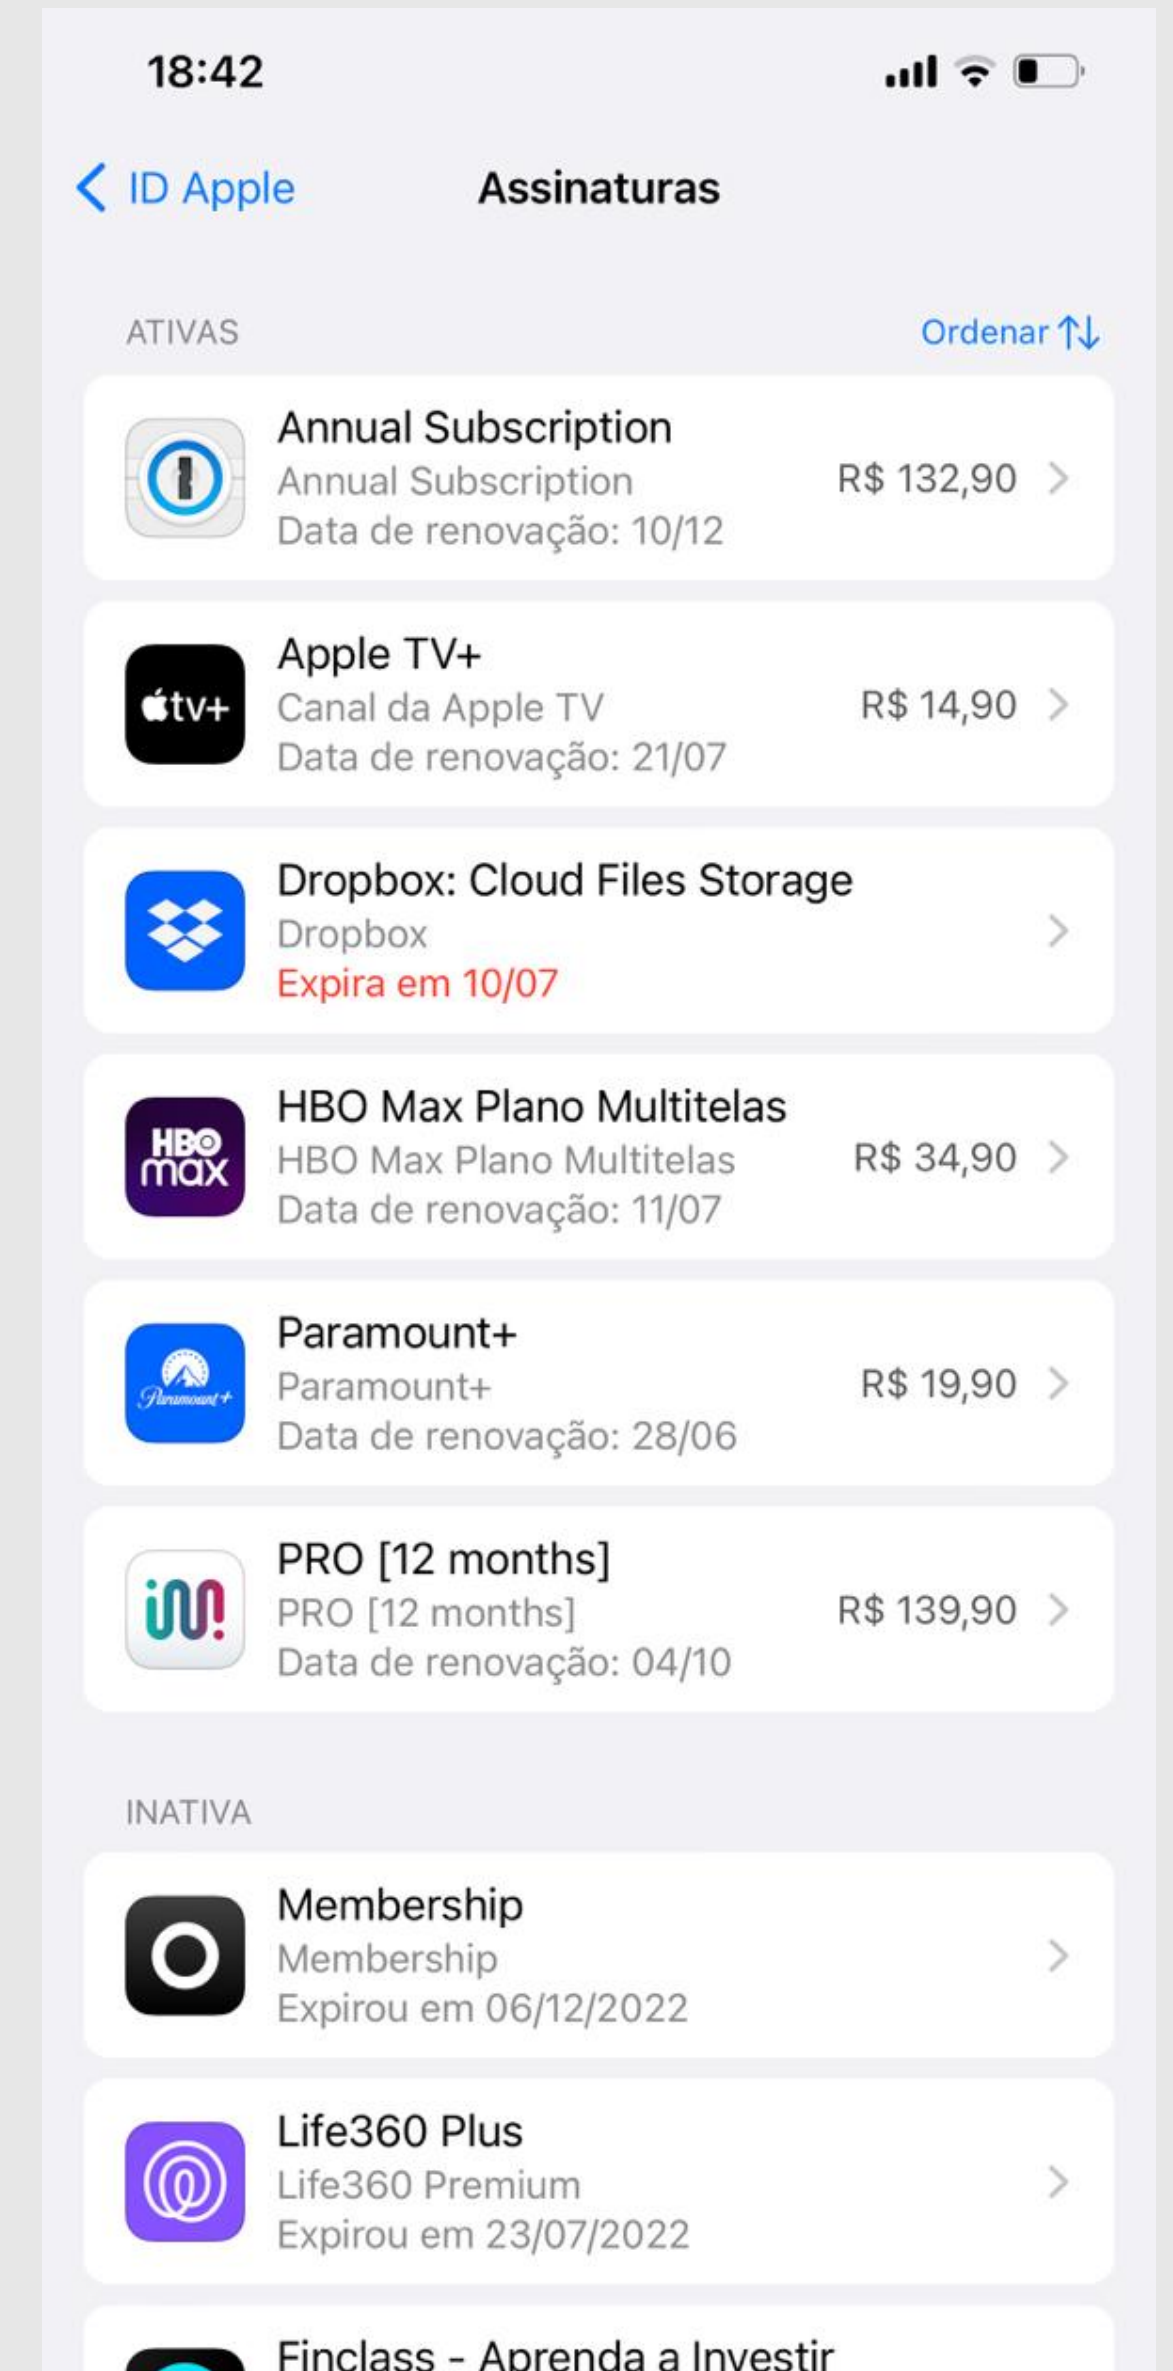 18:42
ID Apple
Assinaturas
ATIVAS
Ordenar
Annual Subscription
Annual Subscription
Data de renovação: 10/12
R$ 132,90
tv+
Apple TV+
Canal da Apple TV
Data de renovação: 21/07
R$ 14,90
Dropbox: Cloud Files Storage
Dropbox
Expira em 10/07
HBO
max
HBO Max Plano Multitelas
HBO Max Plano Multitelas
Data de renovação: 11/07
R$ 34,90
Paramount+
Paramount+
Paramount+
Data de renovação: 28/06
R$ 19,90
PRO [12 months]
PRO [12 months]
Data de renovação: 04/10
R$ 139,90
INATIVA
Membership
Membership
Expirou em 06/12/2022
Life360 Plus
Life360 Premium
Expirou em 23/07/2022
Finclass - Aprenda a Investir